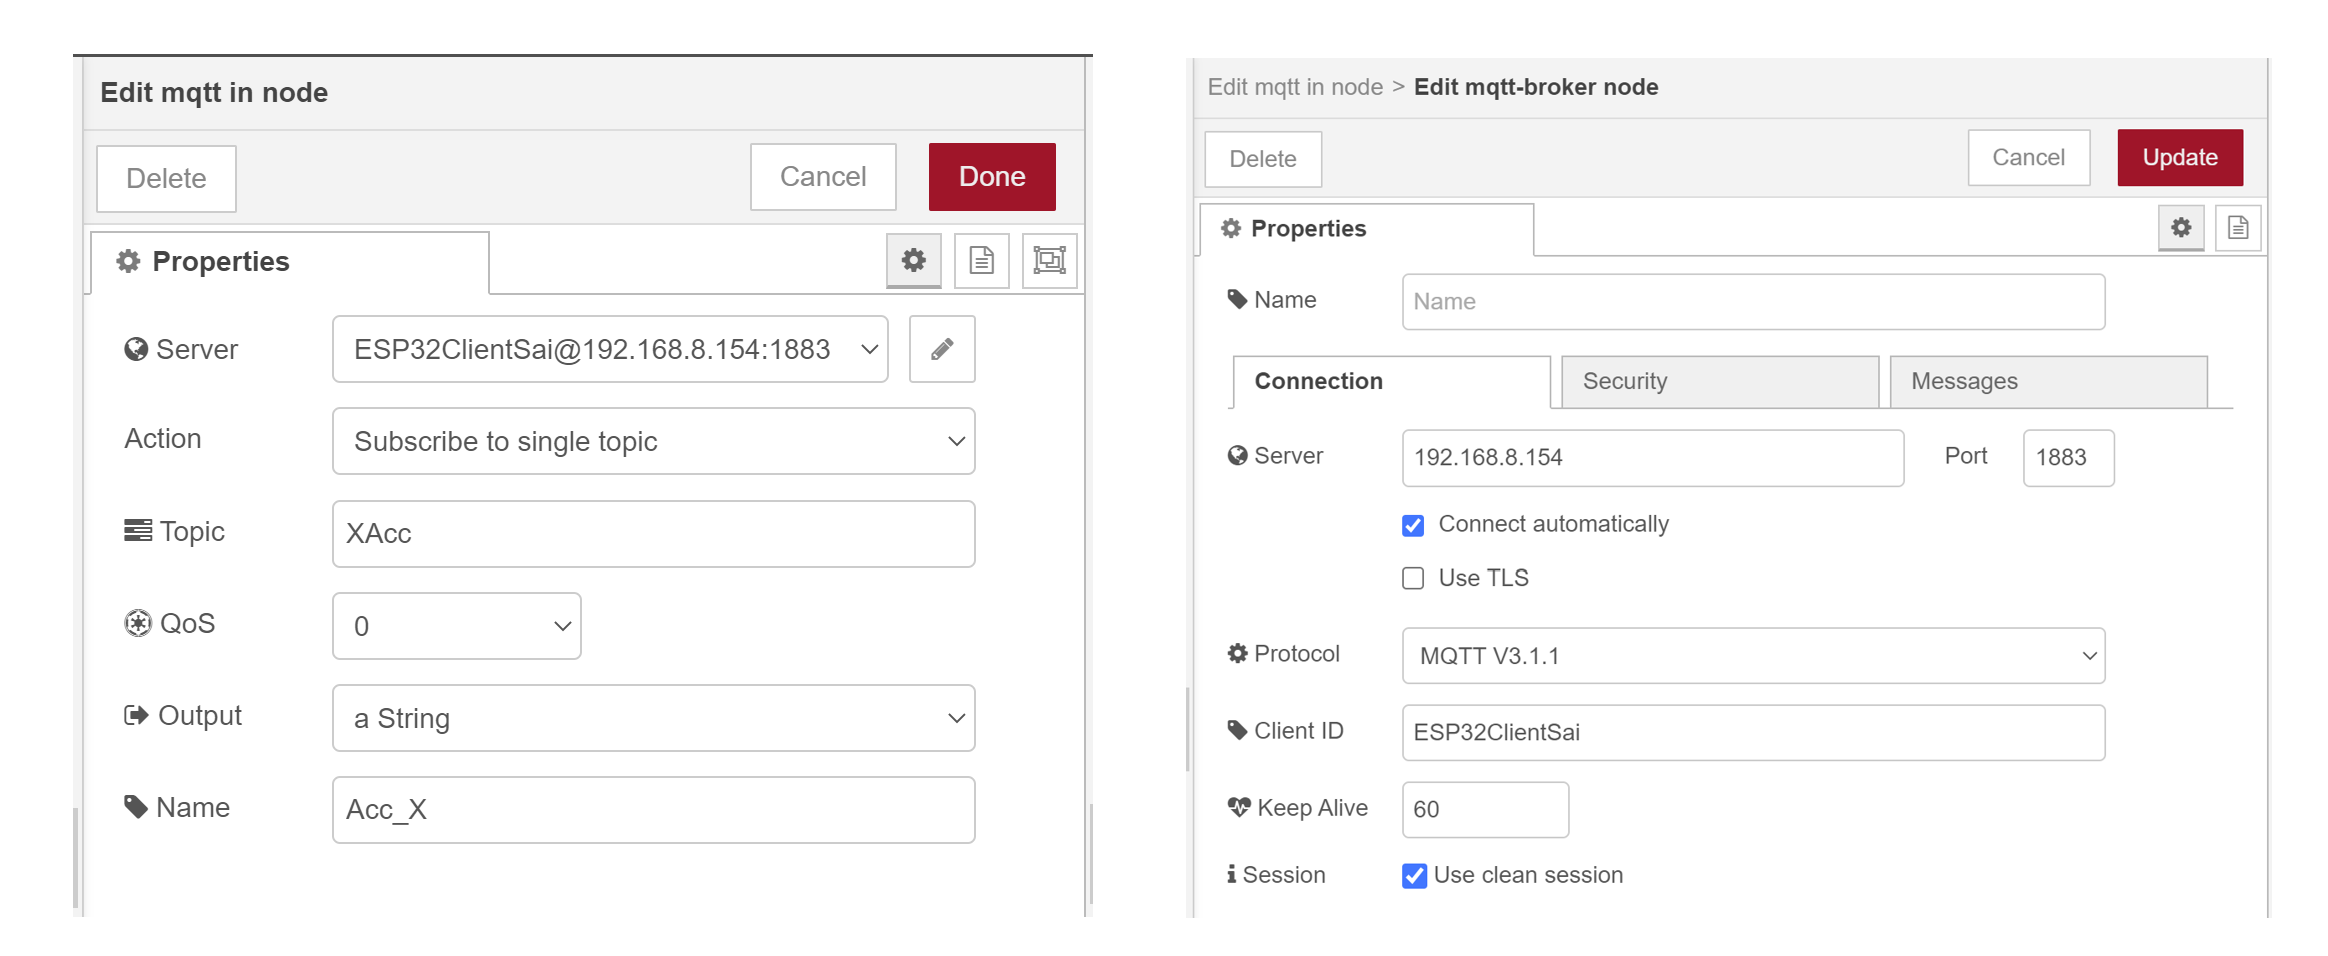 Edit mqtt in node
Delete
Cancel
Done
Properties
Server
ESP32ClientSai@192.168.8.154:1883
Action
Subscribe to single topic
Topic
XAcc
QoS
0
Output
a String
Name
Acc_X
Edit mqtt in node > Edit mqtt-broker node
Delete
Cancel
Update
Properties
Name
Name
Connection
Security
Messages
Server
192.168.8.154
Port
1883
Connect automatically
Use TLS
Protocol
MQTT V3.1.1
Client ID
ESP32ClientSai
Keep Alive
60
Session
Use clean session